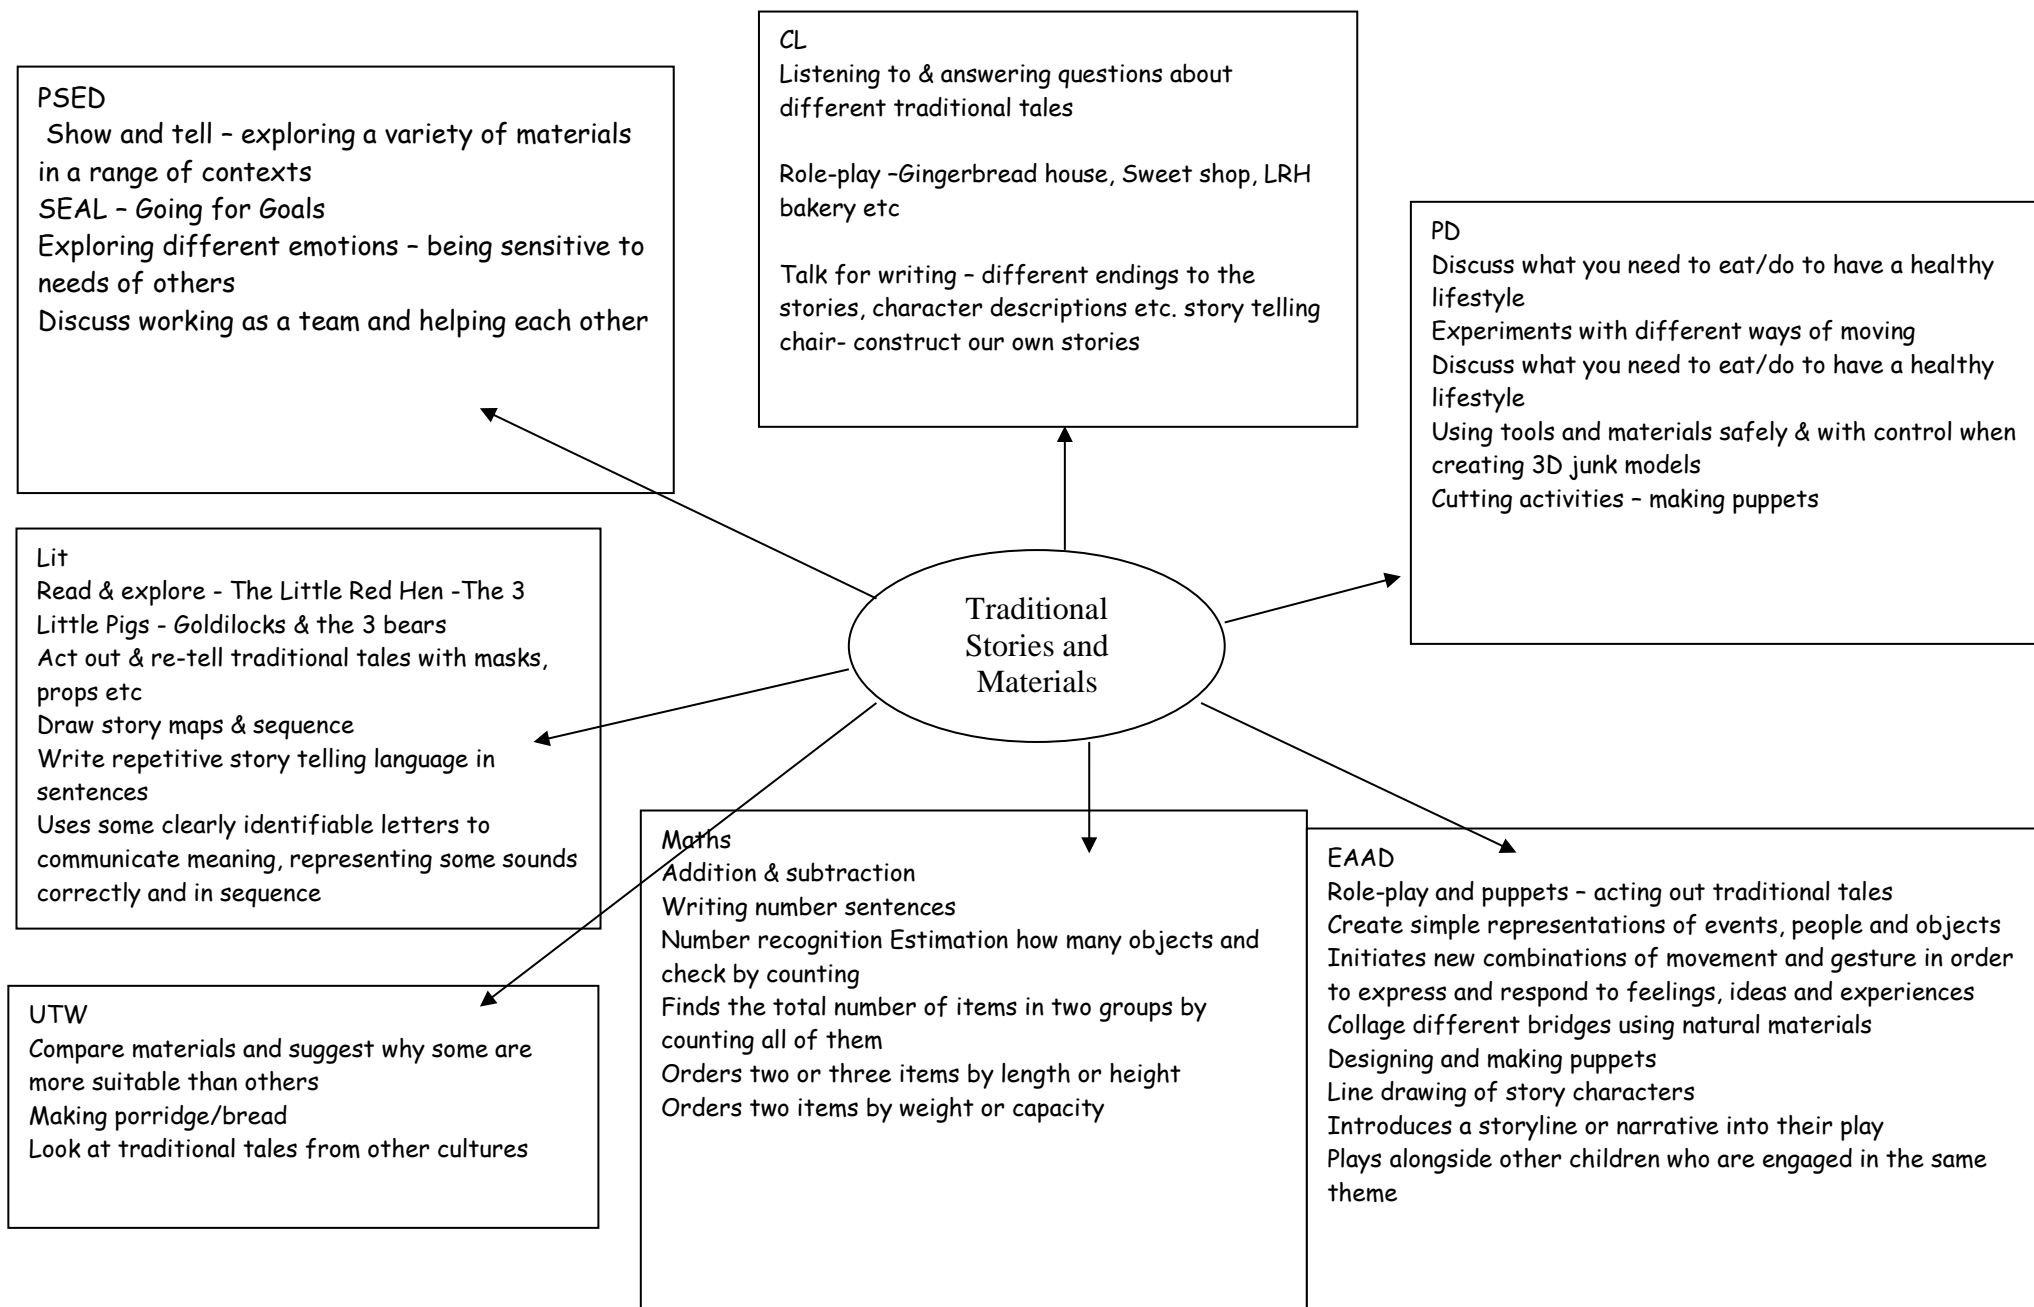 PSED
Show and tell – exploring a variety of materials
in a range of contexts
SEAL – Going for Goals
Exploring different emotions – being sensitive to
needs of others
Discuss working as a team and helping each other
CL
Listening to & answering questions about
different traditional tales
Role-play –Gingerbread house, Sweet shop, LRH
bakery etc
Talk for writing – different endings to the
stories, character descriptions etc. story telling
chair- construct our own stories
PD
Discuss what you need to eat/do to have a healthy
lifestyle
Experiments with different ways of moving
Discuss what you need to eat/do to have a healthy
lifestyle
Using tools and materials safely & with control when
creating 3D junk models
Cutting activities – making puppets
Lit
Read & explore - The Little Red Hen -The 3
Little Pigs - Goldilocks & the 3 bears
Act out & re-tell traditional tales with masks,
props etc
Draw story maps & sequence
Write repetitive story telling language in
sentences
Uses some clearly identifiable letters to
communicate meaning, representing some sounds
correctly and in sequence
Traditional
Stories and
Materials
UTW
Compare materials and suggest why some are
more suitable than others
Making porridge/bread
Look at traditional tales from other cultures
Maths
Addition & subtraction
Writing number sentences
Number recognition Estimation how many objects and
check by counting
Finds the total number of items in two groups by
counting all of them
Orders two or three items by length or height
Orders two items by weight or capacity
EAAD
Role-play and puppets – acting out traditional tales
Create simple representations of events, people and objects
Initiates new combinations of movement and gesture in order
to express and respond to feelings, ideas and experiences
Collage different bridges using natural materials
Designing and making puppets
Line drawing of story characters
Introduces a storyline or narrative into their play
Plays alongside other children who are engaged in the same
theme